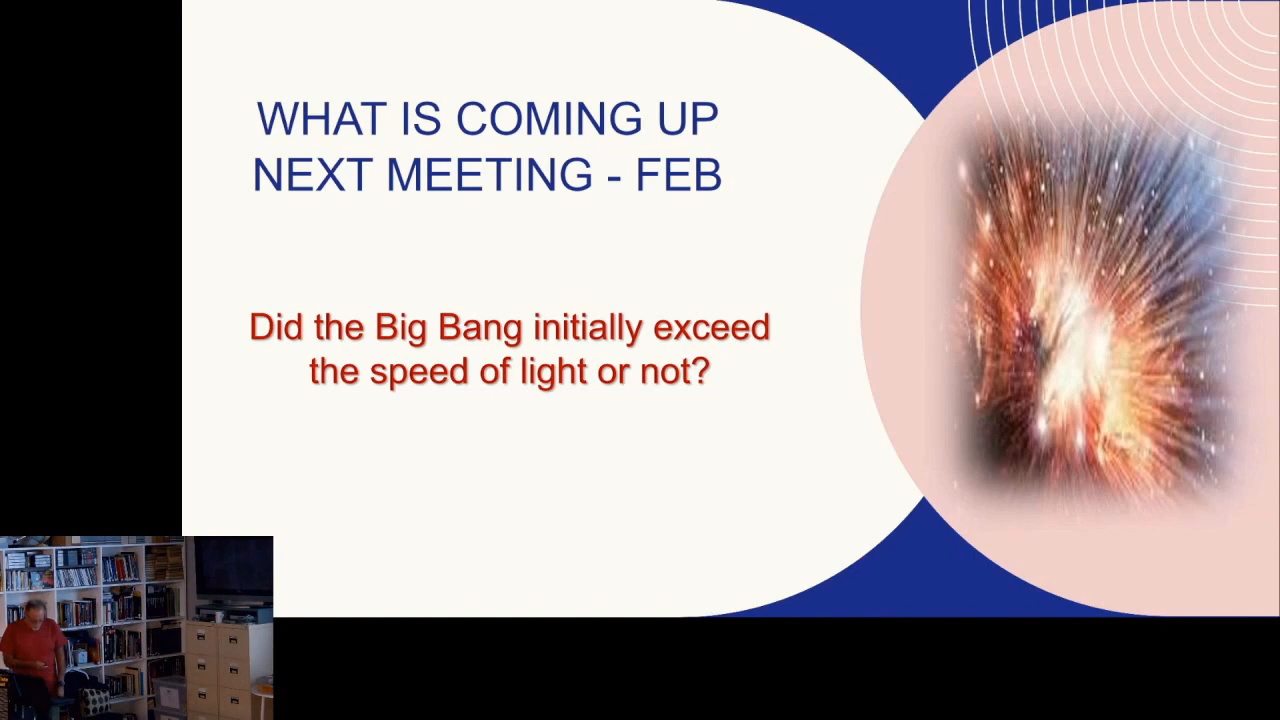 WHAT IS COMING UP
NEXT MEETING - FEB
Did the Big Bang initially exceed
the speed of light or not?